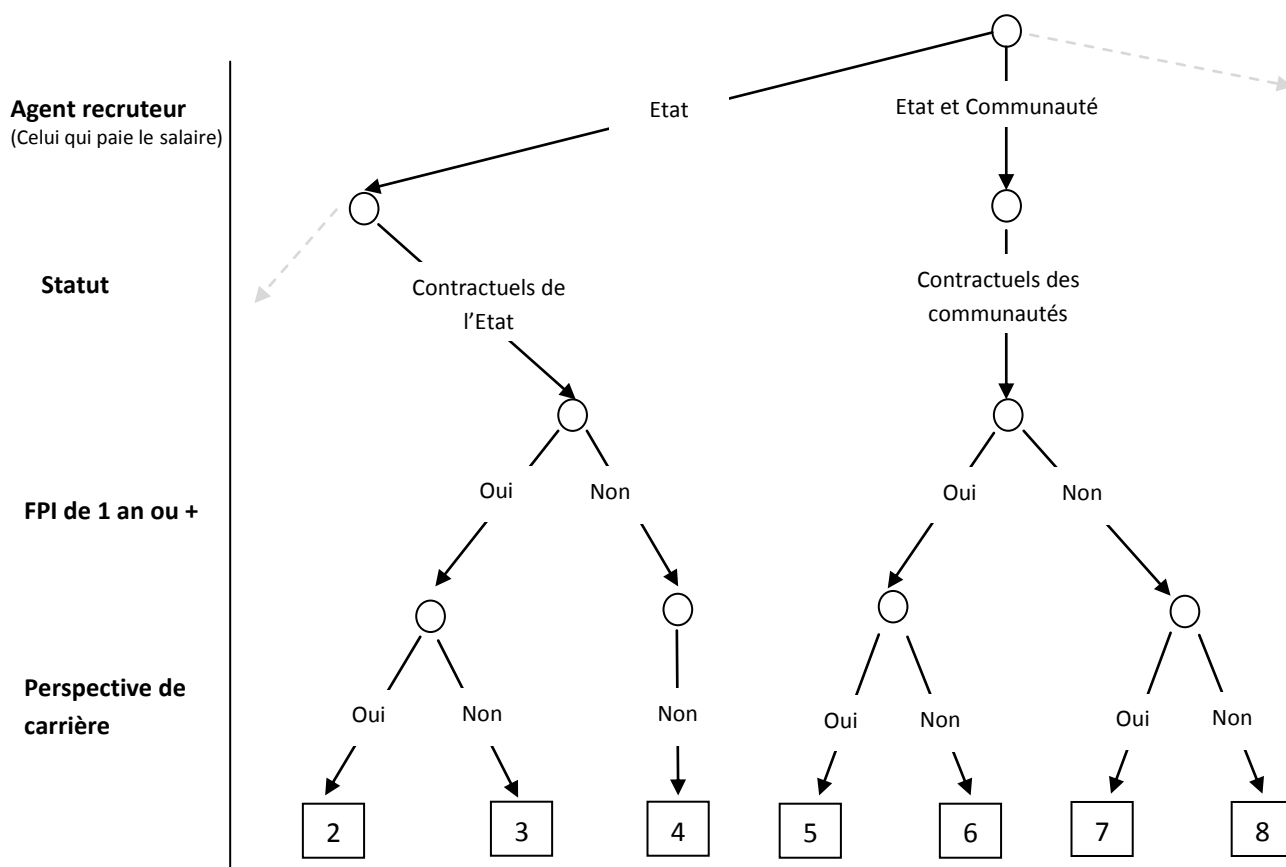 Agent recruteur
(Celui qui paie le salaire)
Etat
Etat et Communauté
Statut
Contractuels de
l’Etat
Contractuels des
communautés
FPI de 1 an ou +
Oui
Non
Oui
Non
Perspective de
carrière
Oui
Non
Non
Oui
Non
Oui
Non
2
3
4
5
6
7
8